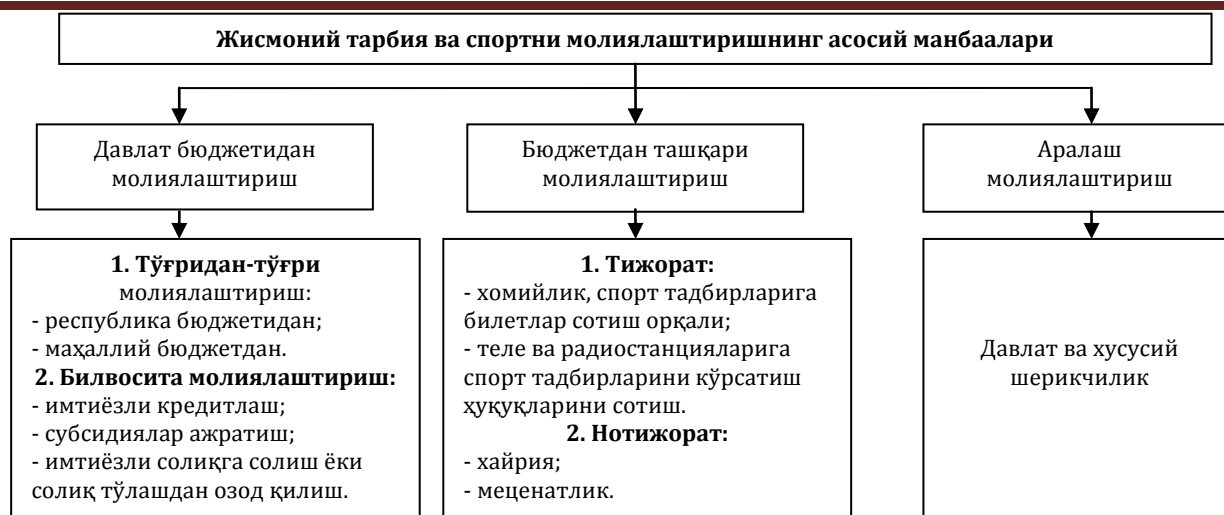 Жисмоний тарбия ва спортни молиялаштиришнинг асосий манбаалари
Давлат бюджетидан
молиялаштириш
Бюджетдан ташқари
молиялаштириш
Аралаш
молиялаштириш
1. Тўғридан-тўғри
молиялаштириш:
- республика бюджетидан;
- маҳаллий бюджетдан.
2. Билвосита молиялаштириш:
- имтиёзли кредитлаш;
- субсидиялар ажратиш;
- имтиёзли солиқга солиш ёки
солиқ тўлашдан озод қилиш.
1. Тижорат:
- хомийлик, спорт тадбирларига
билетлар сотиш орқали;
- теле ва радиостанцияларига
спорт тадбирларини кўрсатиш
ҳуқуқларини сотиш.
2. Нотижорат:
- хайрия;
- меценатлик.
Давлат ва хусусий
шерикчилик